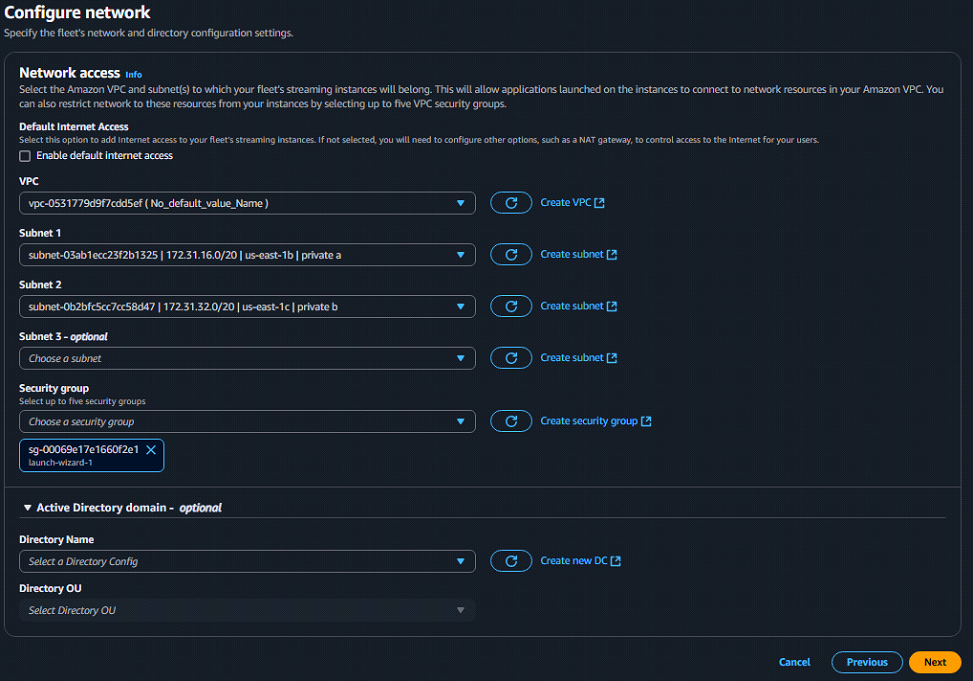 Configure network
Specify the fleet's network and directory configuration settings.
Network access Info
Select the Amazon VPC and subnet(s) to which your fleet's streaming instances will belong. This will allow applications launched on the instances to connect to network resources in your Amazon VPC. You
can also restrict network to these resources from your instances by selecting up to five VPC security groups.
Default Internet Access
Select this option to add Internet access to your fleet's streaming instances. If not selected, you will need to configure other options, such as a NAT gateway, to control access to the Internet for your users.
Enable default internet access
VPC
vpc-0531779d9f7cdd5ef ( No_default_value_Name )
Create VPC
Subnet 1
subnet-03ab1ecc23f2b1325 | 172.31.16.0/20 | us-east-1b | private a
Create subnet
Subnet 2
subnet-0b2bfc5cc7cc58d47 | 172.31.32.0/20 | us-east-1c | private b
Create subnet
Subnet 3 - optional
Choose a subnet
Create subnet
Security group
Select up to five security groups
Choose a security group
Create security group
sg-00069e17e1660f2e1
launch-wizard-1
Active Directory domain - optional
Directory Name
Select a Directory Config
Create new DC
Directory OU
Select Directory OU
Cancel
Previous
Next